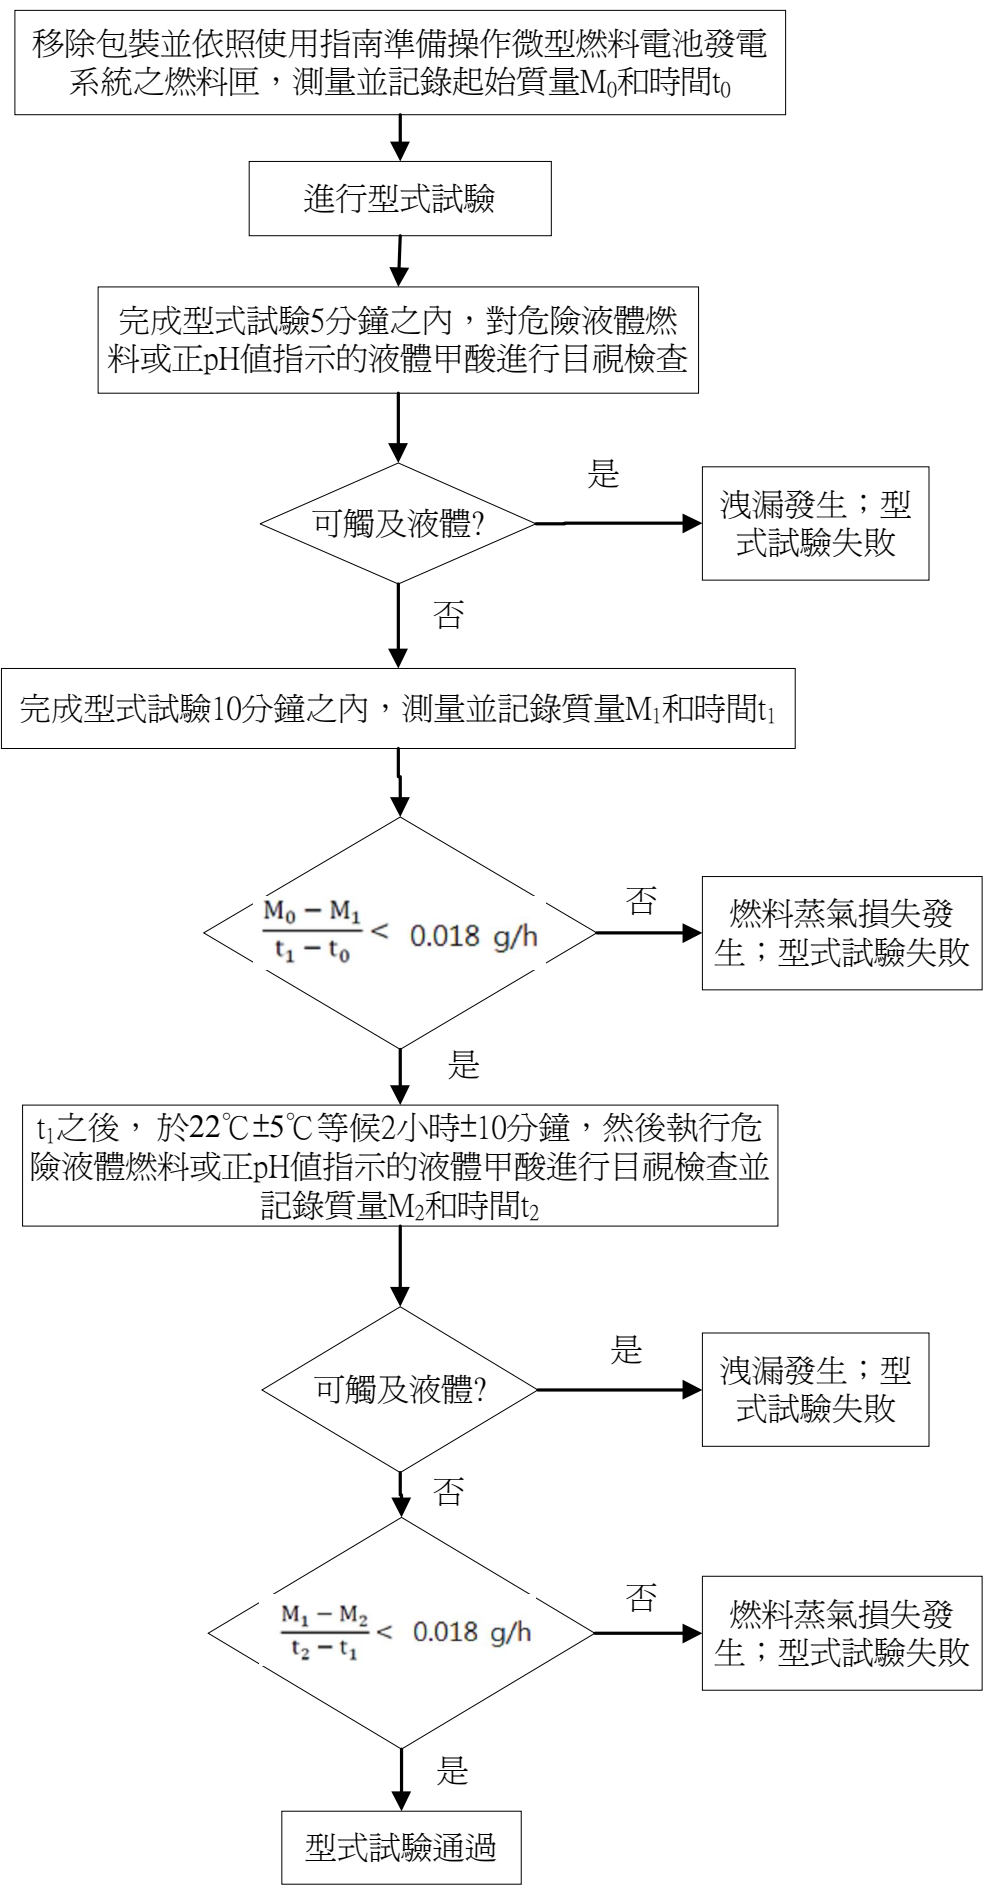 移除包裝並依照使用指南準備操作微型燃料電池發電
系統之燃料匣，測量並記錄起始質量M₀和時間t₀
進行型式試驗
完成型式試驗5分鐘之內，對危險液體燃
料或正pH值指示的液體甲酸進行目視檢查
可觸及液體?
是
洩漏發生；型
式試驗失敗
否
完成型式試驗10分鐘之內，測量並記錄質量M₁和時間t₁
M₀ − M₁
t₁ − t₀
< 0.018 g/h
否
燃料蒸氣損失發
生；型式試驗失敗
是
t₁之後， 於22℃±5℃等候2小時±10分鐘，然後執行危
險液體燃料或正pH值指示的液體甲酸進行目視檢查並
記錄質量M₂和時間t₂
可觸及液體?
是
洩漏發生；型
式試驗失敗
否
M₁ − M₂
t₂ − t₁
< 0.018 g/h
否
燃料蒸氣損失發
生；型式試驗失敗
是
型式試驗通過